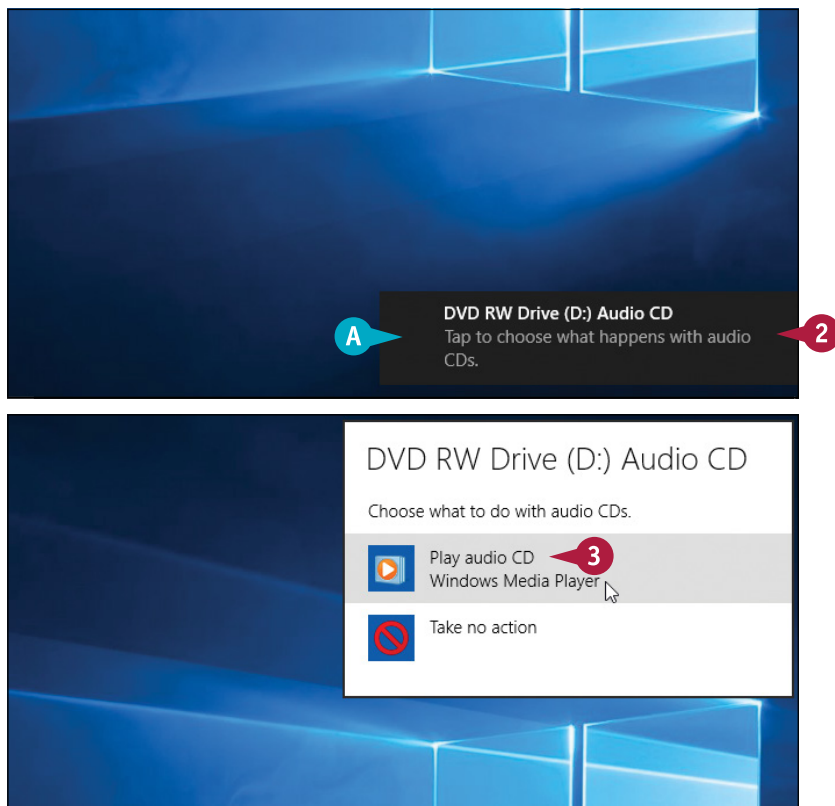 DVD RW Drive (D:) Audio CD
A
Tap to choose what happens with audio
2
CDs.
DVD RW Drive (D:) Audio CD
Choose what to do with audio CDs.
Play audio CD
3
Windows Media Player
Take no action